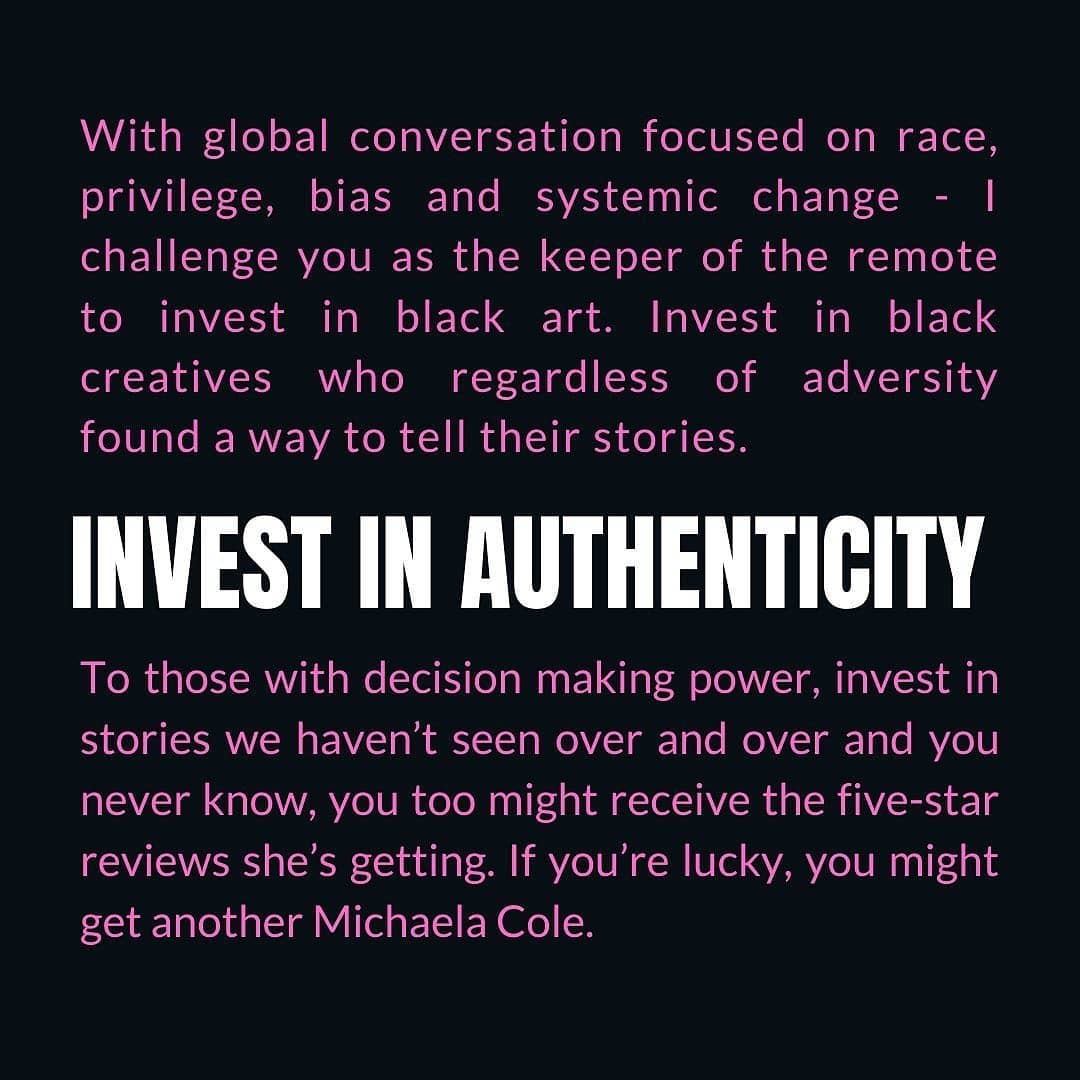 With global conversation focused on race,
privilege, bias and systemic change - I
challenge you as the keeper of the remote
to invest in black art. Invest in black
creatives who regardless of adversity
found a way to tell their stories.
INVEST IN AUTHENTICITY
To those with decision making power, invest in
stories we haven’t seen over and over and you
never know, you too might receive the five-star
reviews she’s getting. If you’re lucky, you might
get another Michaela Cole.